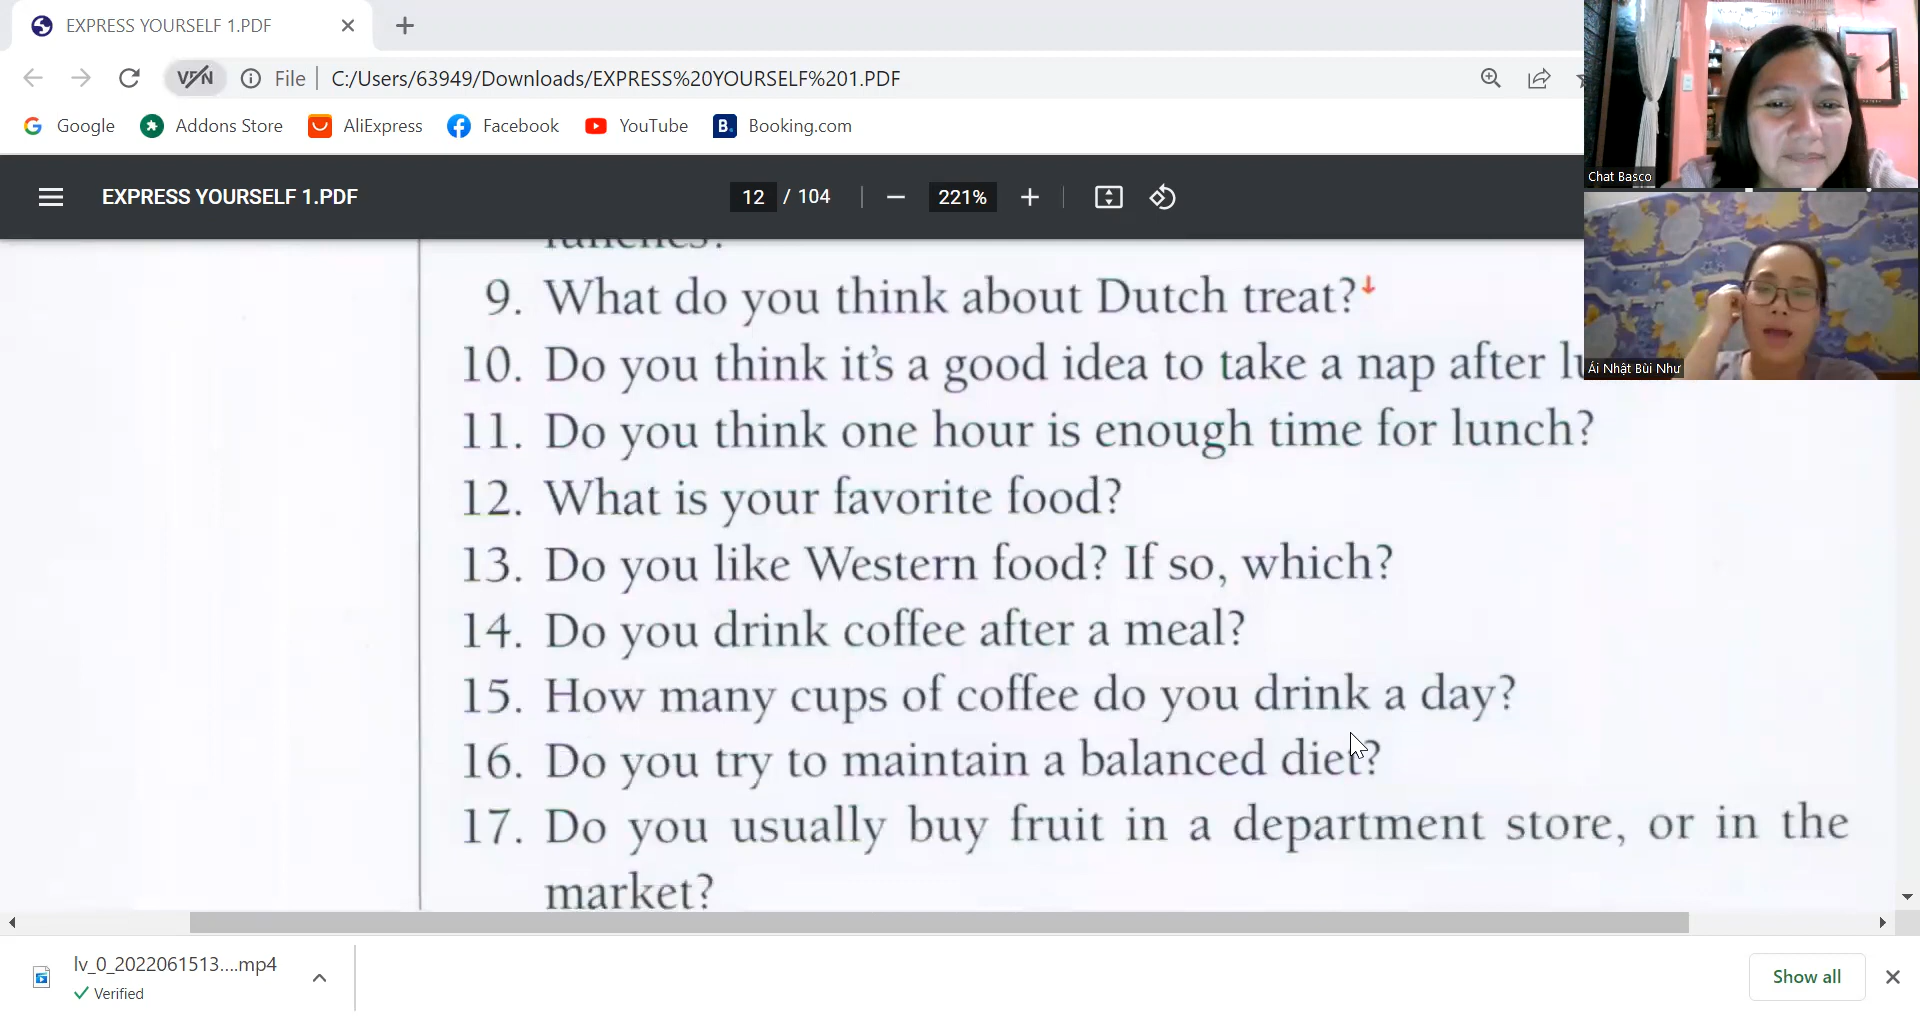 EXPRESS YOURSELF 1.PDF
VPN File C:/Users/63949/Downloads/EXPRESS%20YOURSELF%201.PDF
Google Addons Store AliExpress Facebook YouTube B. Booking.com
EXPRESS YOURSELF 1.PDF 12 / 104 221%
Chat Basco
Ái Nhật Bùi Như
9. What do you think about Dutch treat?
10. Do you think it's a good idea to take a nap after
11. Do you think one hour is enough time for lunch?
12. What is your favorite food?
13. Do you like Western food? If so, which?
14. Do you drink coffee after a meal?
15. How many cups of coffee do you drink a day?
16. Do you try to maintain a balanced diet?
17. Do you usually buy fruit in a department store, or in the
market?
lv_0_2022061513....mp4
Verified
Show all